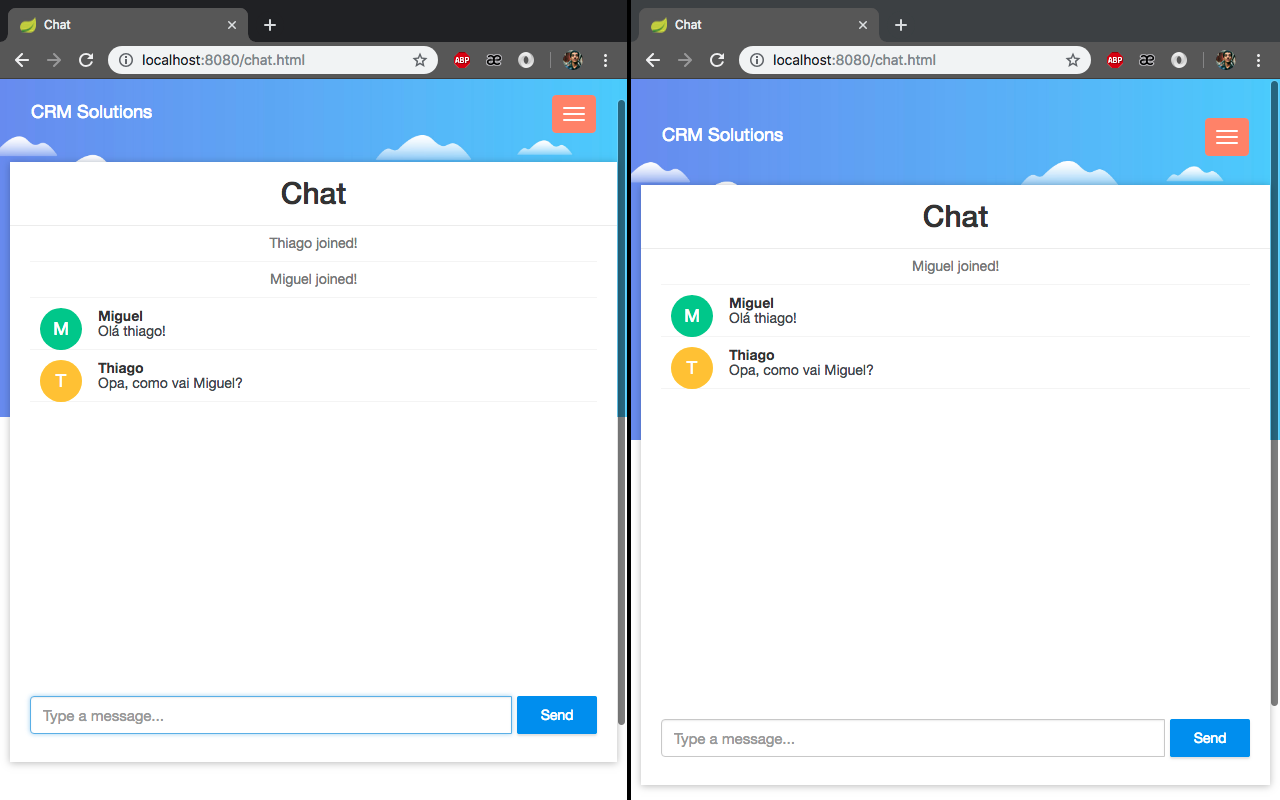 Chat
localhost:8080/chat.html
ABP
æ
CRM Solutions
Chat
Thiago joined!
Miguel joined!
M
Miguel
Olá thiago!
T
Thiago
Opa, como vai Miguel?
Type a message...
Send
Chat
localhost:8080/chat.html
ABP
æ
CRM Solutions
Chat
Miguel joined!
M
Miguel
Olá thiago!
T
Thiago
Opa, como vai Miguel?
Type a message...
Send